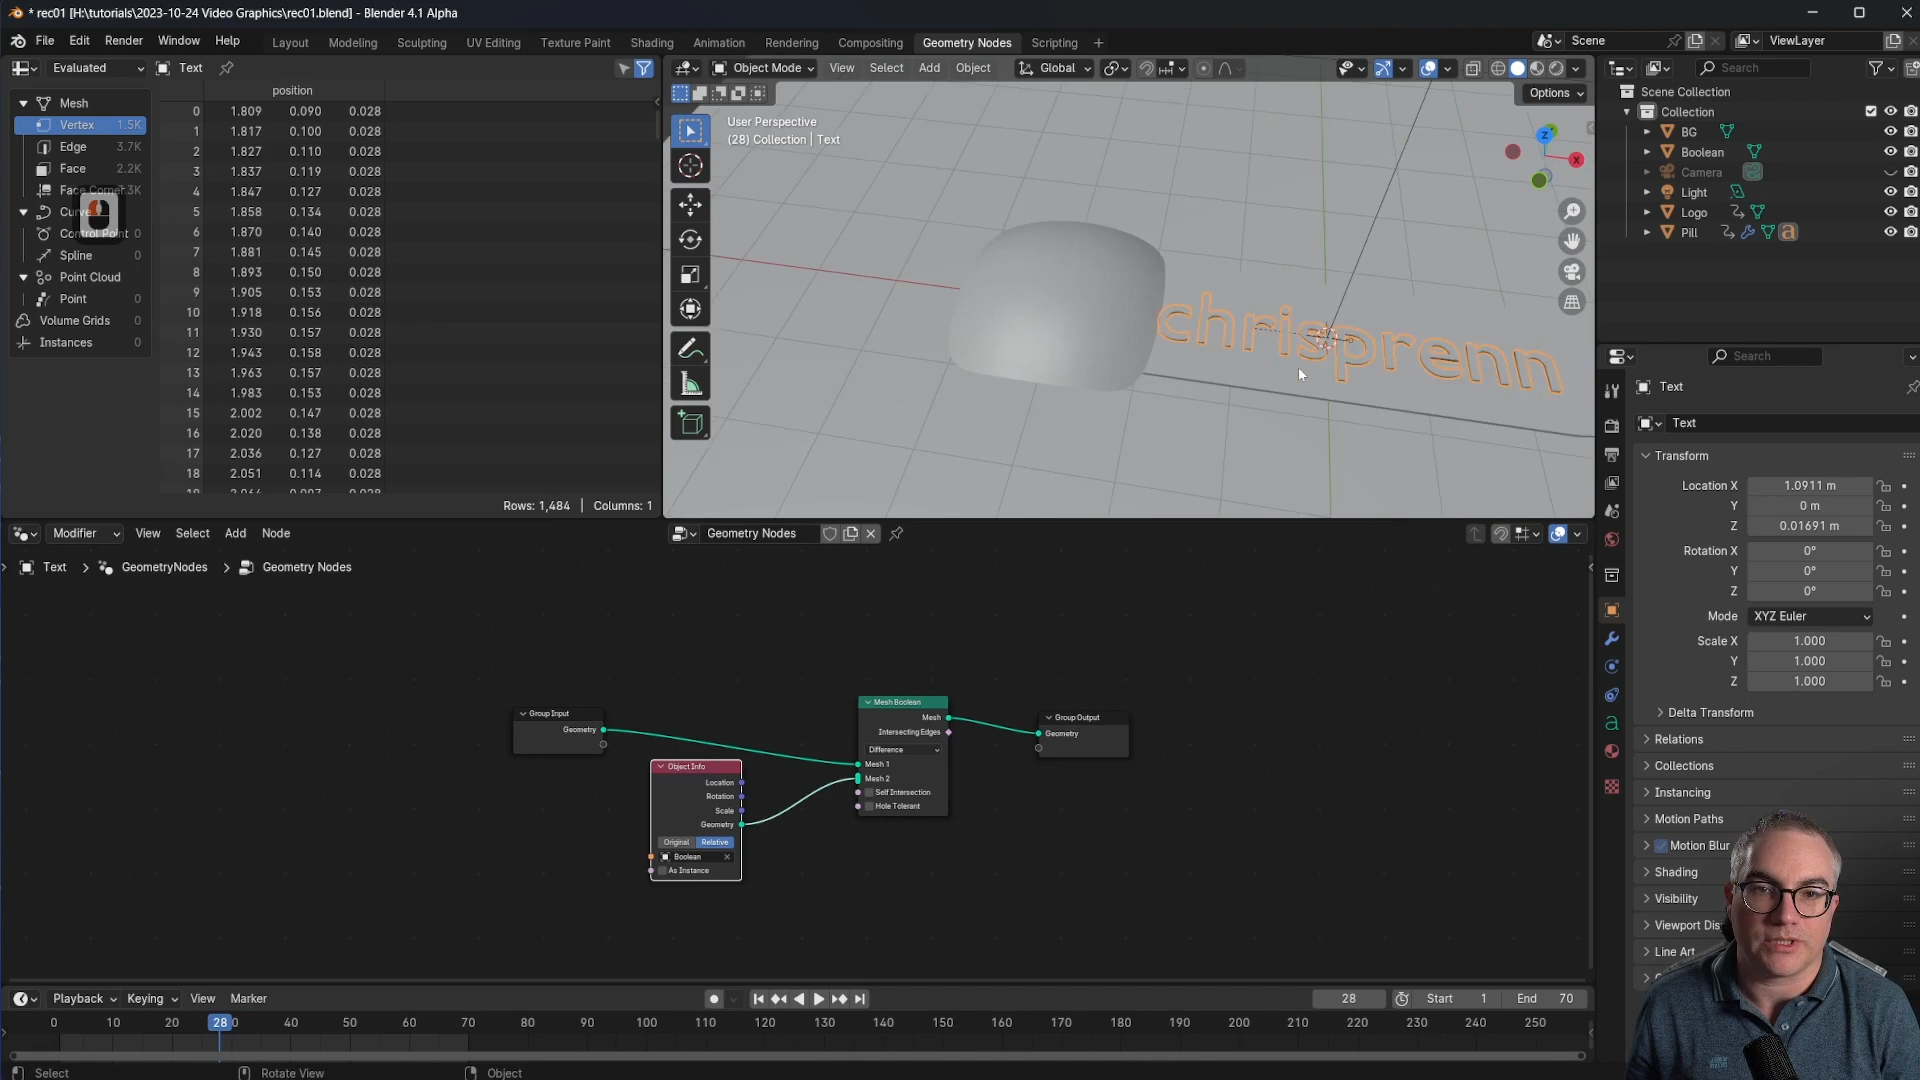 * rec01 [H:\tutorials\2023-10-24 Video Graphics\rec01.blend] - Blender 4.1 Alpha
File Edit Render Window Help
Layout Modeling Sculpting UV Editing Texture Paint Shading Animation Rendering Compositing Geometry Nodes Scripting +
Scene
ViewLayer
Evaluated Text
Mesh
Vertex 1.5K
Edge 3.7K
Face 2.2K
Face Corner
Curve
Control Point 0
Spline 0
Point Cloud
Point 0
Volume Grids 0
Instances 0
position
0 1.809 0.090 0.028
1 1.817 0.100 0.028
2 1.827 0.110 0.028
3 1.837 0.119 0.028
4 1.847 0.127 0.028
5 1.858 0.134 0.028
6 1.870 0.140 0.028
7 1.881 0.145 0.028
8 1.893 0.150 0.028
9 1.905 0.153 0.028
10 1.918 0.156 0.028
11 1.930 0.157 0.028
12 1.943 0.158 0.028
13 1.963 0.157 0.028
14 1.983 0.153 0.028
15 2.002 0.147 0.028
16 2.020 0.138 0.028
17 2.036 0.127 0.028
18 2.051 0.114 0.028
Rows: 1,484 | Columns: 1
Object Mode View Select Add Object Global
Options
User Perspective
(28) Collection | Text
Z
X
chrisprenn
Search
Scene Collection
Collection
BG
Boolean
Camera
Light
Logo
Pill
a
Search
Text
Text
Transform
Location X 1.0911 m
Y 0 m
Z 0.01691 m
Rotation X 0°
Y 0°
Z 0°
Mode XYZ Euler
Scale X 1.000
Y 1.000
Z 1.000
Delta Transform
Relations
Collections
Instancing
Motion Paths
Motion Blur
Shading
Visibility
Viewport Dis
Line Art
Modifier View Select Add Node
Geometry Nodes
Text > GeometryNodes > Geometry Nodes
Group Input
Geometry
Object Info
Location
Rotation
Scale
Geometry
Original Relative
Boolean
As Instance
Mesh Boolean
Mesh
Intersecting Edges
Difference
Mesh 1
Mesh 2
Self Intersection
Hole Tolerant
Group Output
Geometry
Playback Keying View Marker
28 Start 1 End 70
0 10 20 28 40 50 60 70 80 90 100 110 120 130 140 150 160 170 180 190 200 210 220 230 240 250
Select Rotate View Object